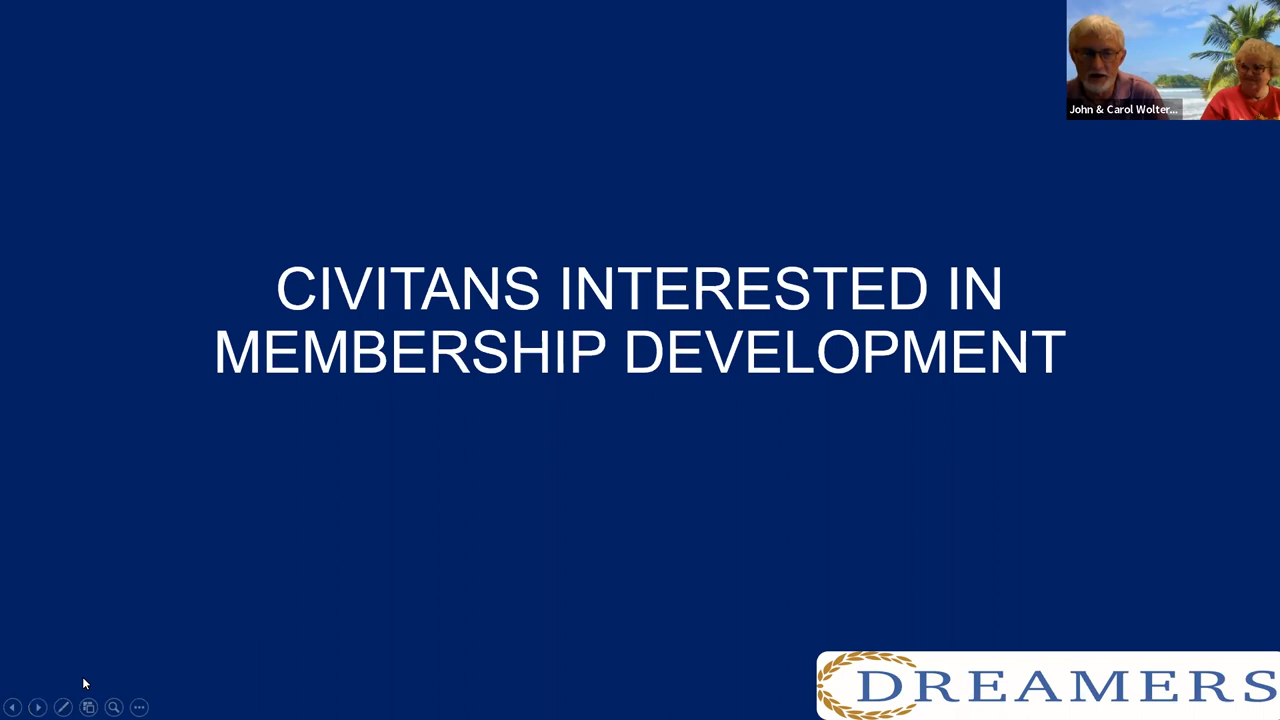 John & Carol Wolter...
CIVITANS INTERESTED IN
MEMBERSHIP DEVELOPMENT
DREAMERS